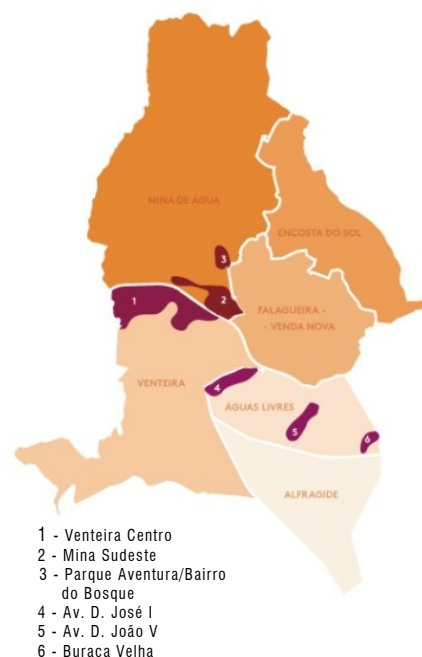 MINA DE ÁGUA
ENCOSTA DO SOL
3
1
2
FALAGUEIRA -
- VENDA NOVA
VENTEIRA
4
ÁGUAS LIVRES
5
6
ALFRAGIDE
1 - Venteira Centro
2 - Mina Sudeste
3 - Parque Aventura/Bairro
do Bosque
4 - Av. D. José I
5 - Av. D. João V
6 - Buraca Velha